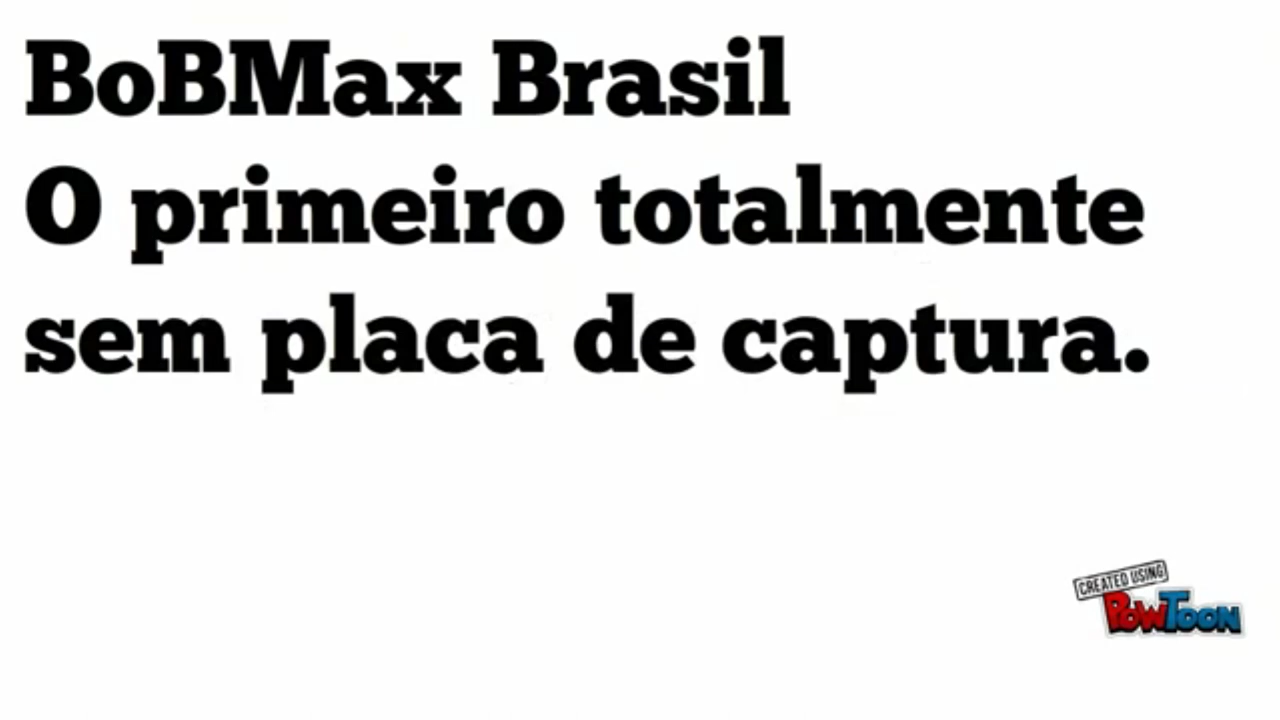 BoBMax Brasil
O primeiro totalmente
sem placa de captura.
CREATED USING
PowToon